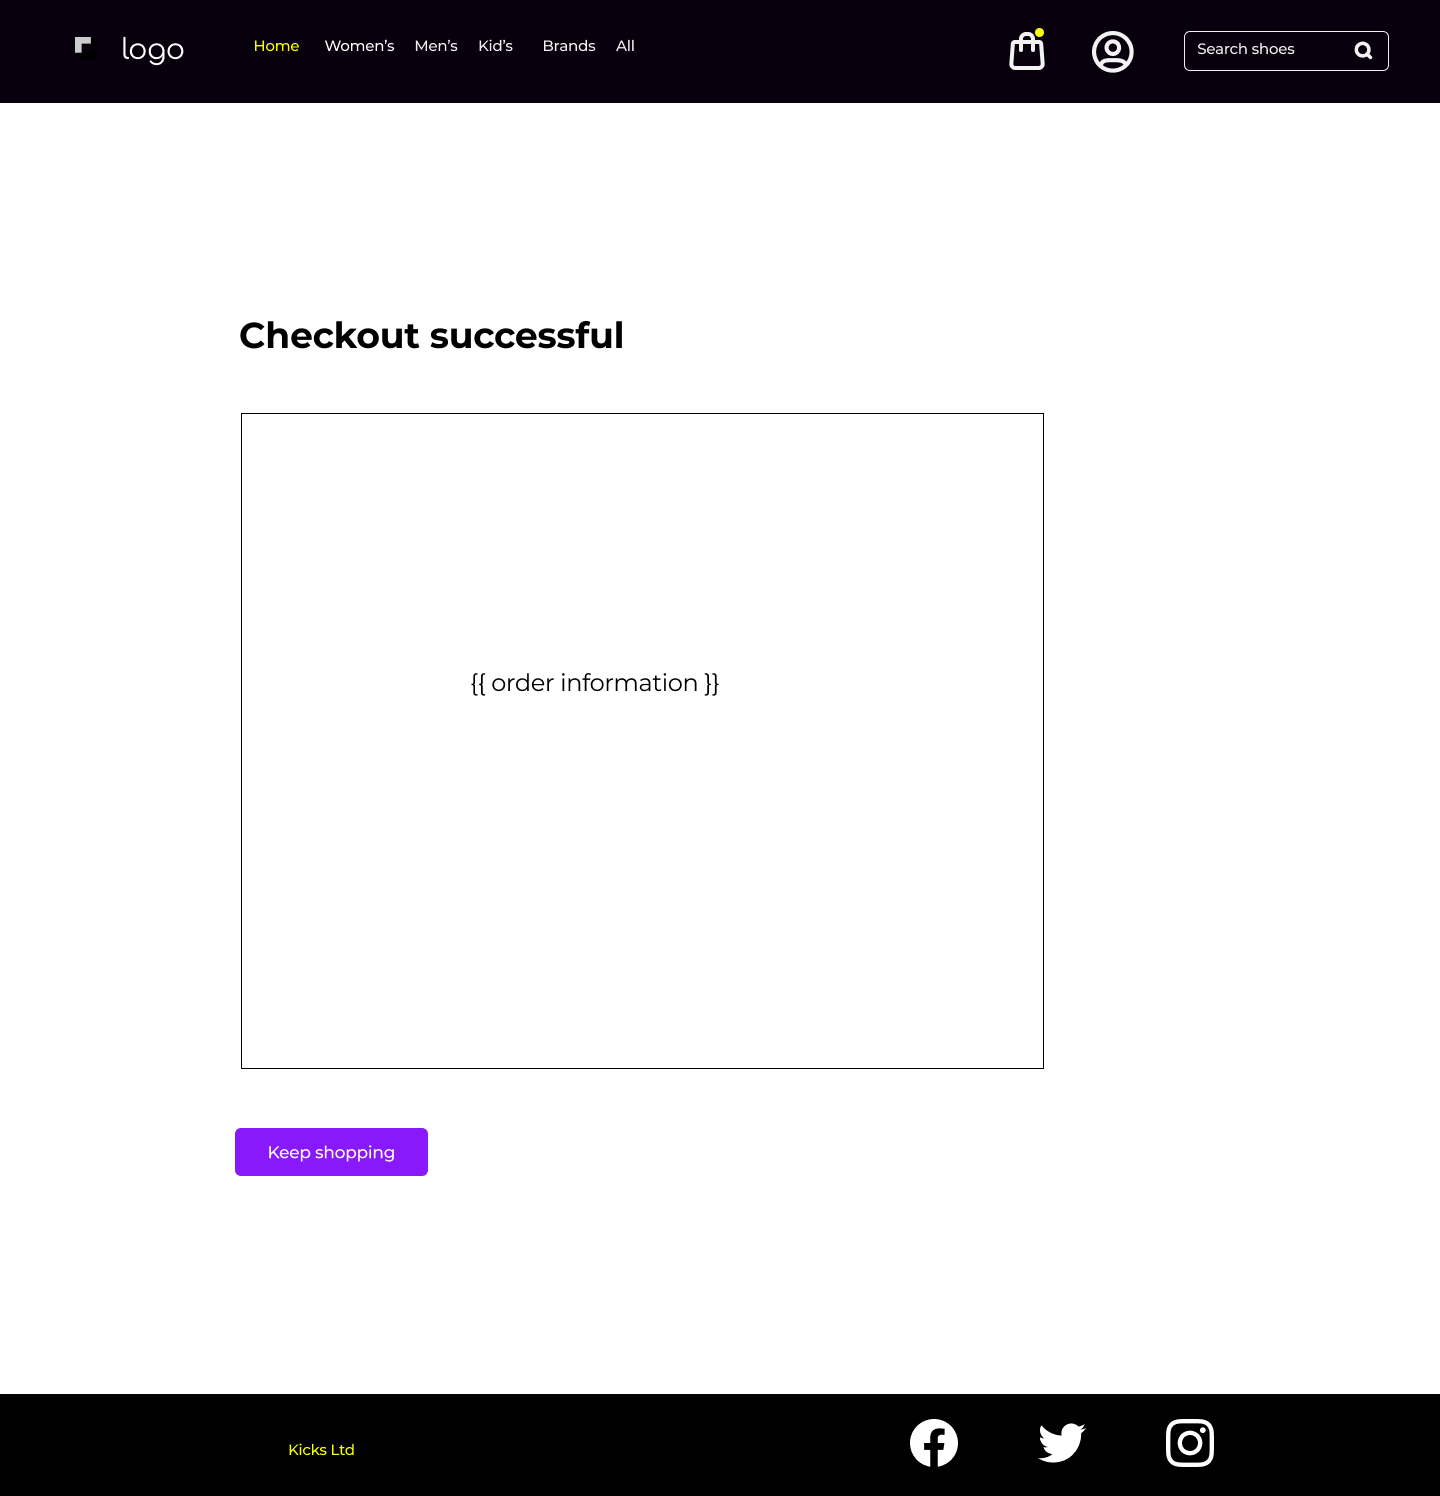 logo
Home Women’s Men’s Kid’s Brands All
Search shoes
Checkout successful
{{ order information }}
Keep shopping
Kicks Ltd